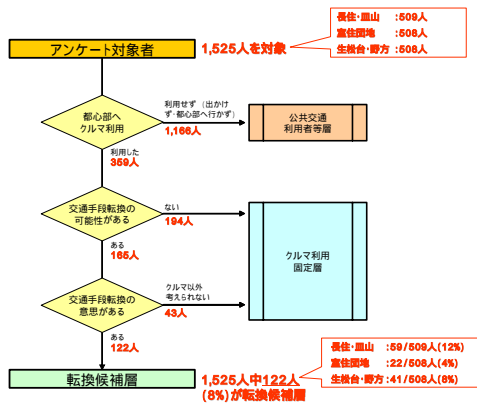 長住・皿山　：509人
室住団地　：508人
生松台・野方　：508人
アンケート対象者
1,525人を対象
都心部へ
クルマ利用
利用せず（出かけ
ず・都心部へ行かず）
1,166人
公共交通
利用者等層
利用した
359人
交通手段転換の
可能性がある
ない
194人
クルマ利用
固定層
ある
165人
交通手段転換の
意思がある
クルマ以外
考えられない
43人
ある
122人
転換候補層
1,525人中122人
(8%)が転換候補層
長住・皿山　：59/509人(12%)
室住団地　：22/508人(4%)
生松台・野方：41/508人(8%)